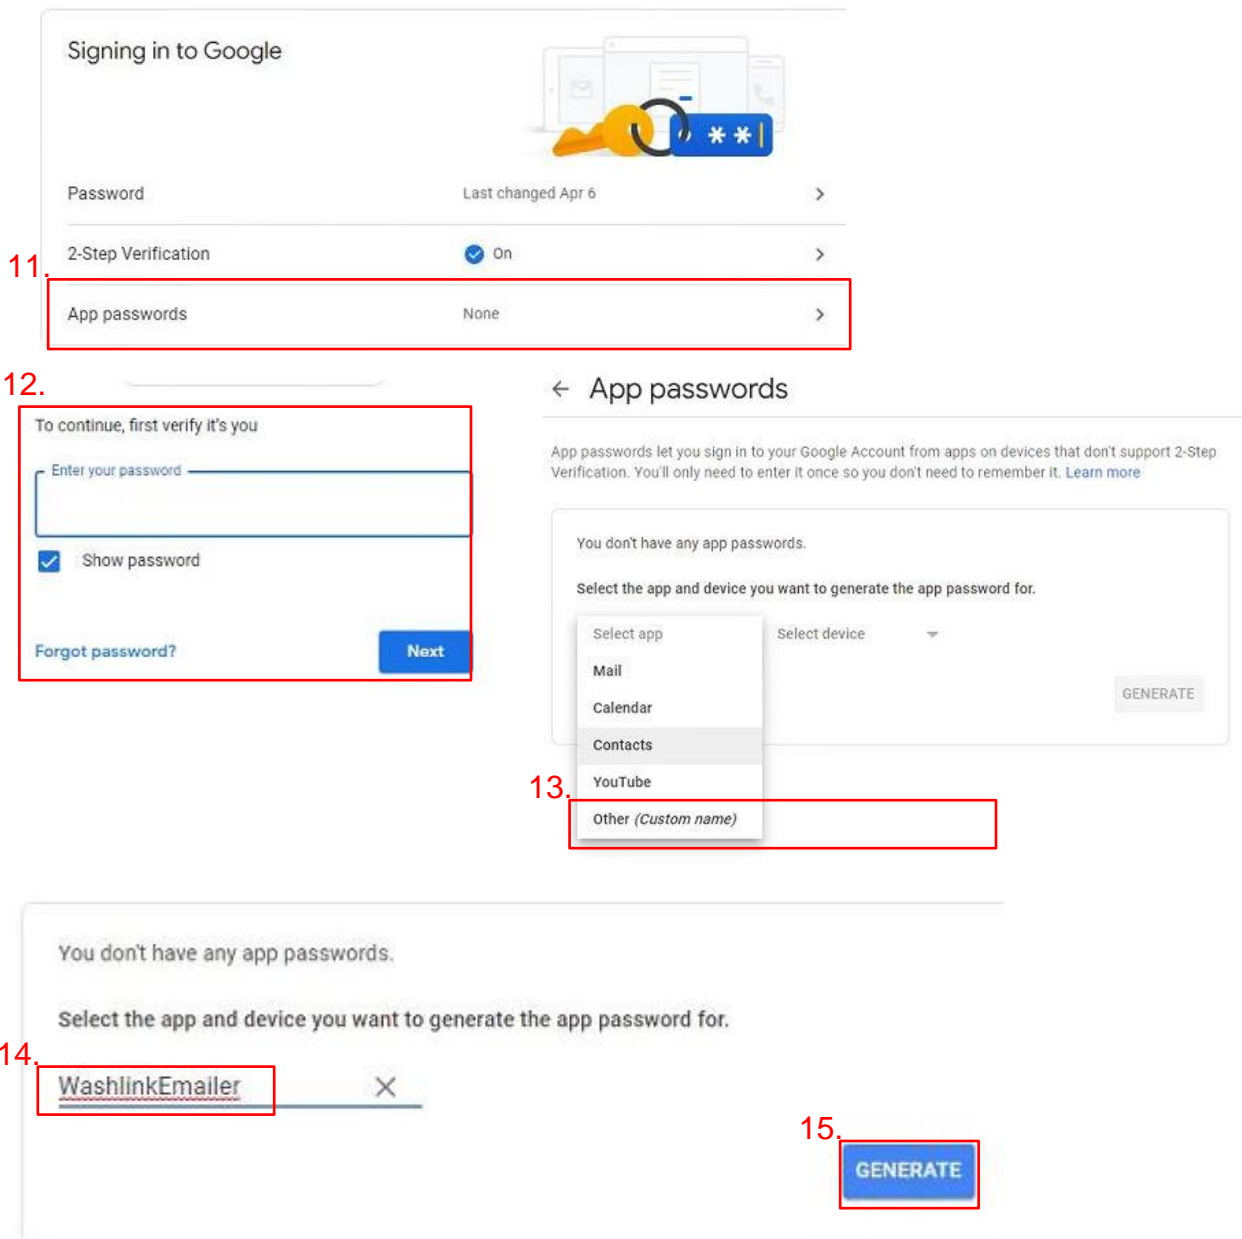 Signing in to Google
**
Password Last changed Apr 6
2-Step Verification On
11.
App passwords None
12.
To continue, first verify it's you
Enter your password
Show password
Forgot password? Next
App passwords
App passwords let you sign in to your Google Account from apps on devices that don't support 2-Step
Verification. You'll only need to enter it once so you don't need to remember it. Learn more
You don't have any app passwords.
Select the app and device you want to generate the app password for.
Select app Select device
Mail
Calendar
Contacts
YouTube
GENERATE
13.
Other (Custom name)
You don't have any app passwords.
Select the app and device you want to generate the app password for.
14.
WashlinkEmailer
15.
GENERATE